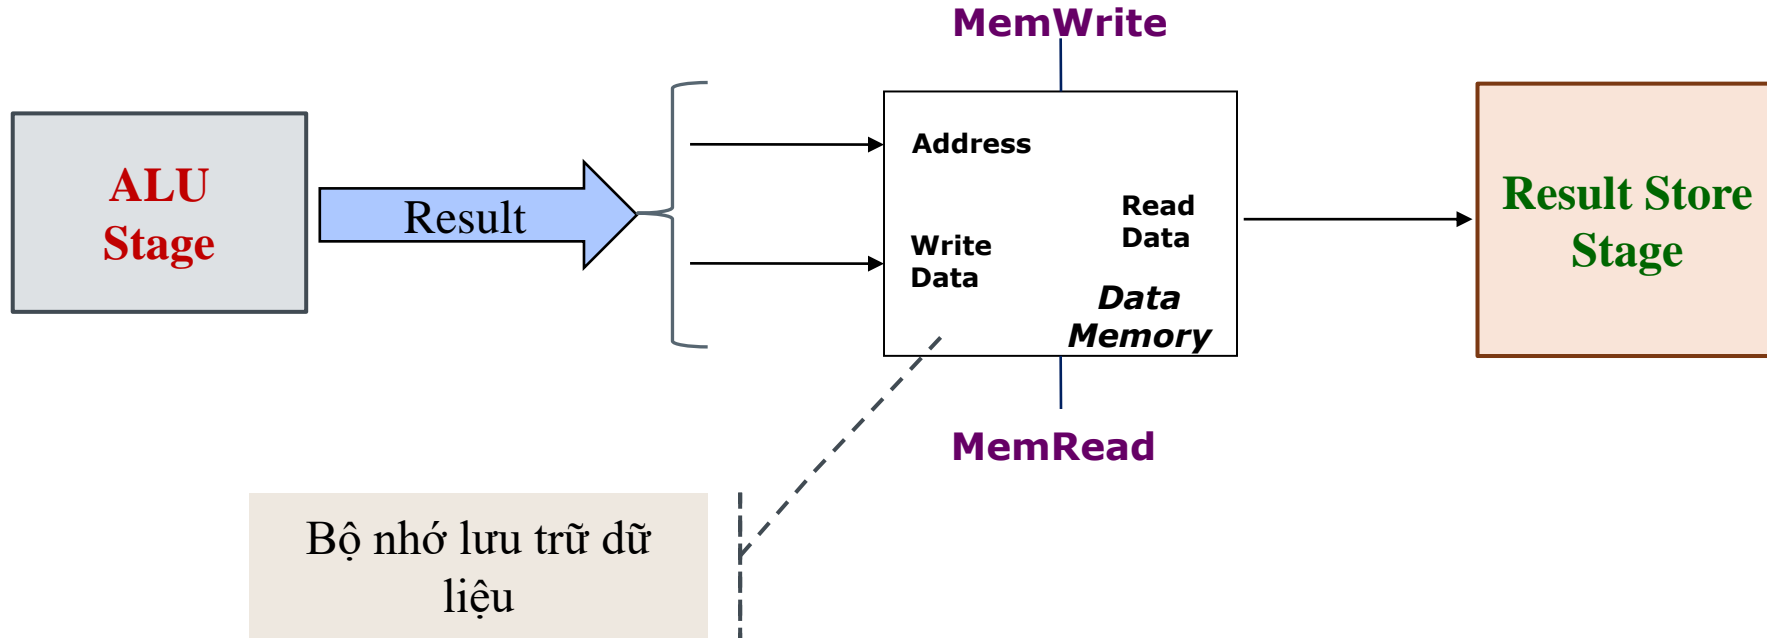 MemWrite
ALU
Stage
Result
Address
Write
Data
Read
Data
Data
Memory
Result Store
Stage
MemRead
Bộ nhớ lưu trữ dữ
liệu